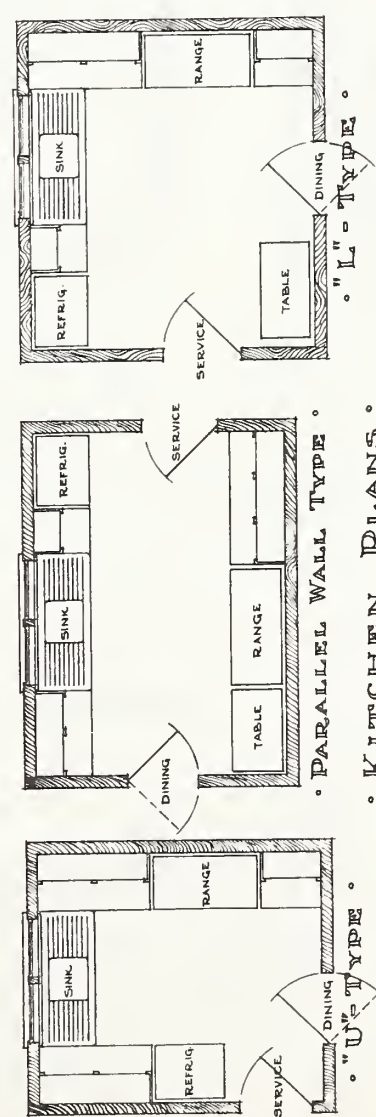 SINK
RANGE
REFRIG
SERVICE
DINING
· "U"-TYPE ·
SINK
REFRIG.
DINING
SERVICE
TABLE
RANGE
· PARALLEL WALL TYPE ·
REFRIG.
SINK
RANGE
SERVICE
TABLE
DINING
· "L"-TYPE ·
· KITCHEN PLANS ·